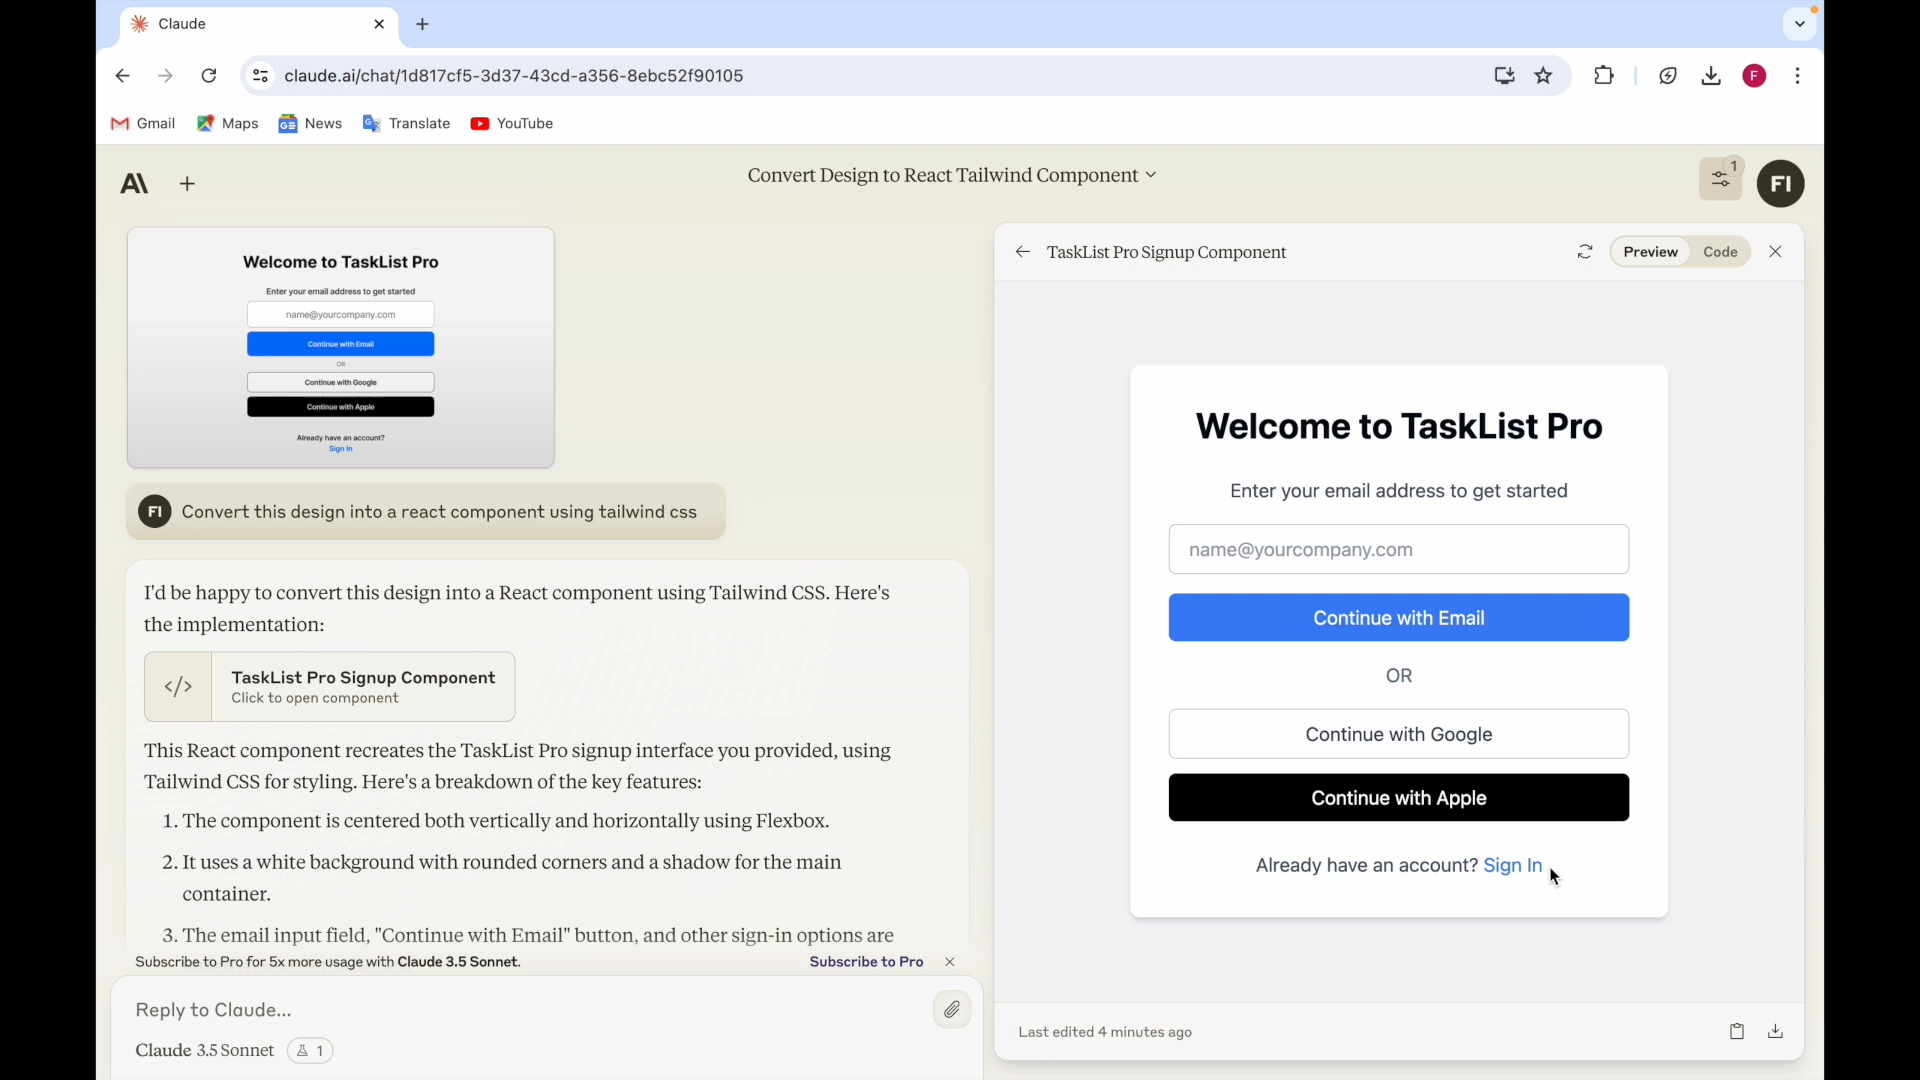 Claude
claude.ai/chat/1d817cf5-3d37-43cd-a356-8ebc52f90105
F
Gmail
Maps
News
Translate
YouTube
Convert Design to React Tailwind Component
1
FI
Welcome to TaskList Pro
Enter your email address to get started
name@yourcompany.com
Continue with Email
OR
Continue with Google
Continue with Apple
Already have an account?
Sign In
FI
Convert this design into a react component using tailwind css
I'd be happy to convert this design into a React component using Tailwind CSS. Here's
the implementation:
</>
TaskList Pro Signup Component
Click to open component
This React component recreates the TaskList Pro signup interface you provided, using
Tailwind CSS for styling. Here's a breakdown of the key features:
1. The component is centered both vertically and horizontally using Flexbox.
2. It uses a white background with rounded corners and a shadow for the main
container.
3. The email input field, "Continue with Email" button, and other sign-in options are
Subscribe to Pro for 5x more usage with Claude 3.5 Sonnet.
Subscribe to Pro
Reply to Claude...
Claude 3.5 Sonnet
1
TaskList Pro Signup Component
Preview
Code
Welcome to TaskList Pro
Enter your email address to get started
name@yourcompany.com
Continue with Email
OR
Continue with Google
Continue with Apple
Already have an account? Sign In
Last edited 4 minutes ago